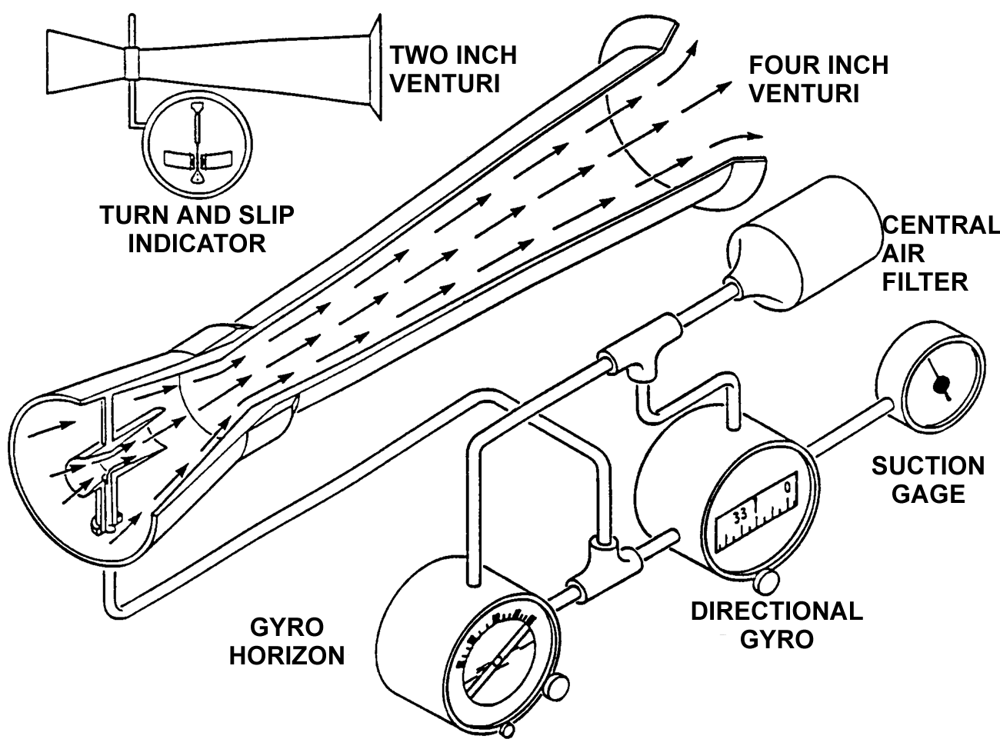 TWO INCH
VENTURI
FOUR INCH
VENTURI
TURN AND SLIP
INDICATOR
CENTRAL
AIR
FILTER
SUCTION
GAGE
33
0
DIRECTIONAL
GYRO
GYRO
HORIZON